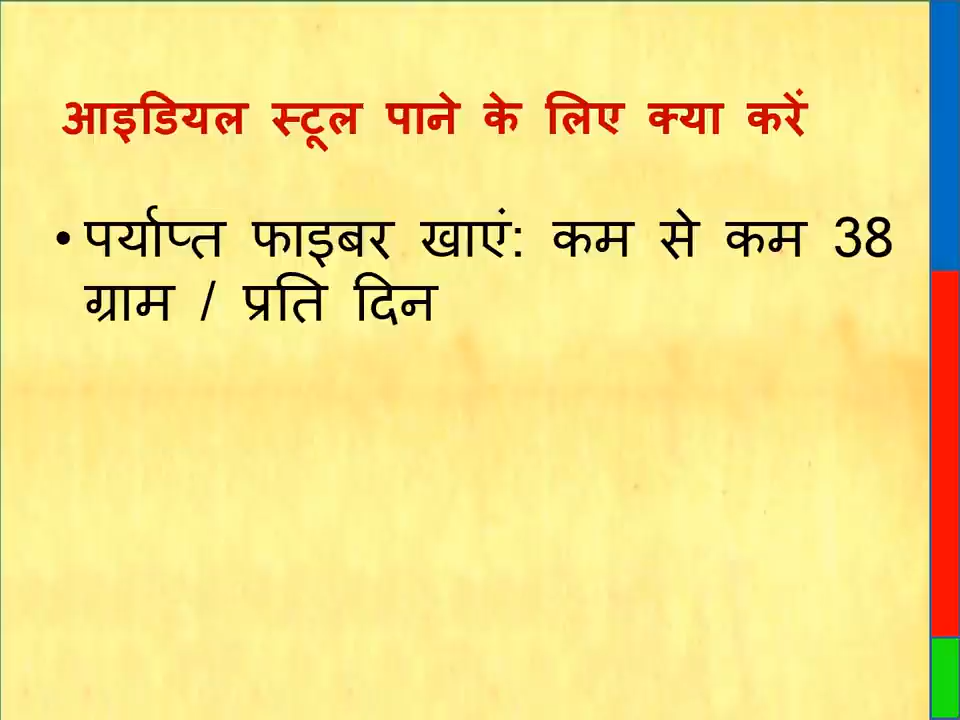 आइडियल स्टूल पाने के लिए क्या करें
• पर्याप्त फाइबर खाएं: कम से कम 38
ग्राम / प्रति दिन